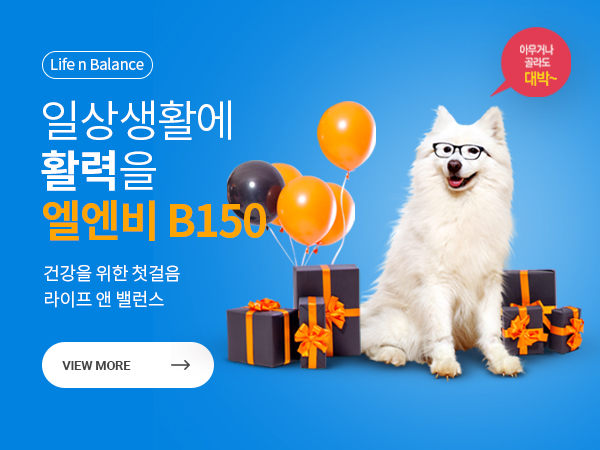 Life n Balance
일상생활에
활력을
엘엔비 B150
건강을 위한 첫걸음
라이프 앤 밸런스
VIEW MORE
아무거나
골라도
대박~